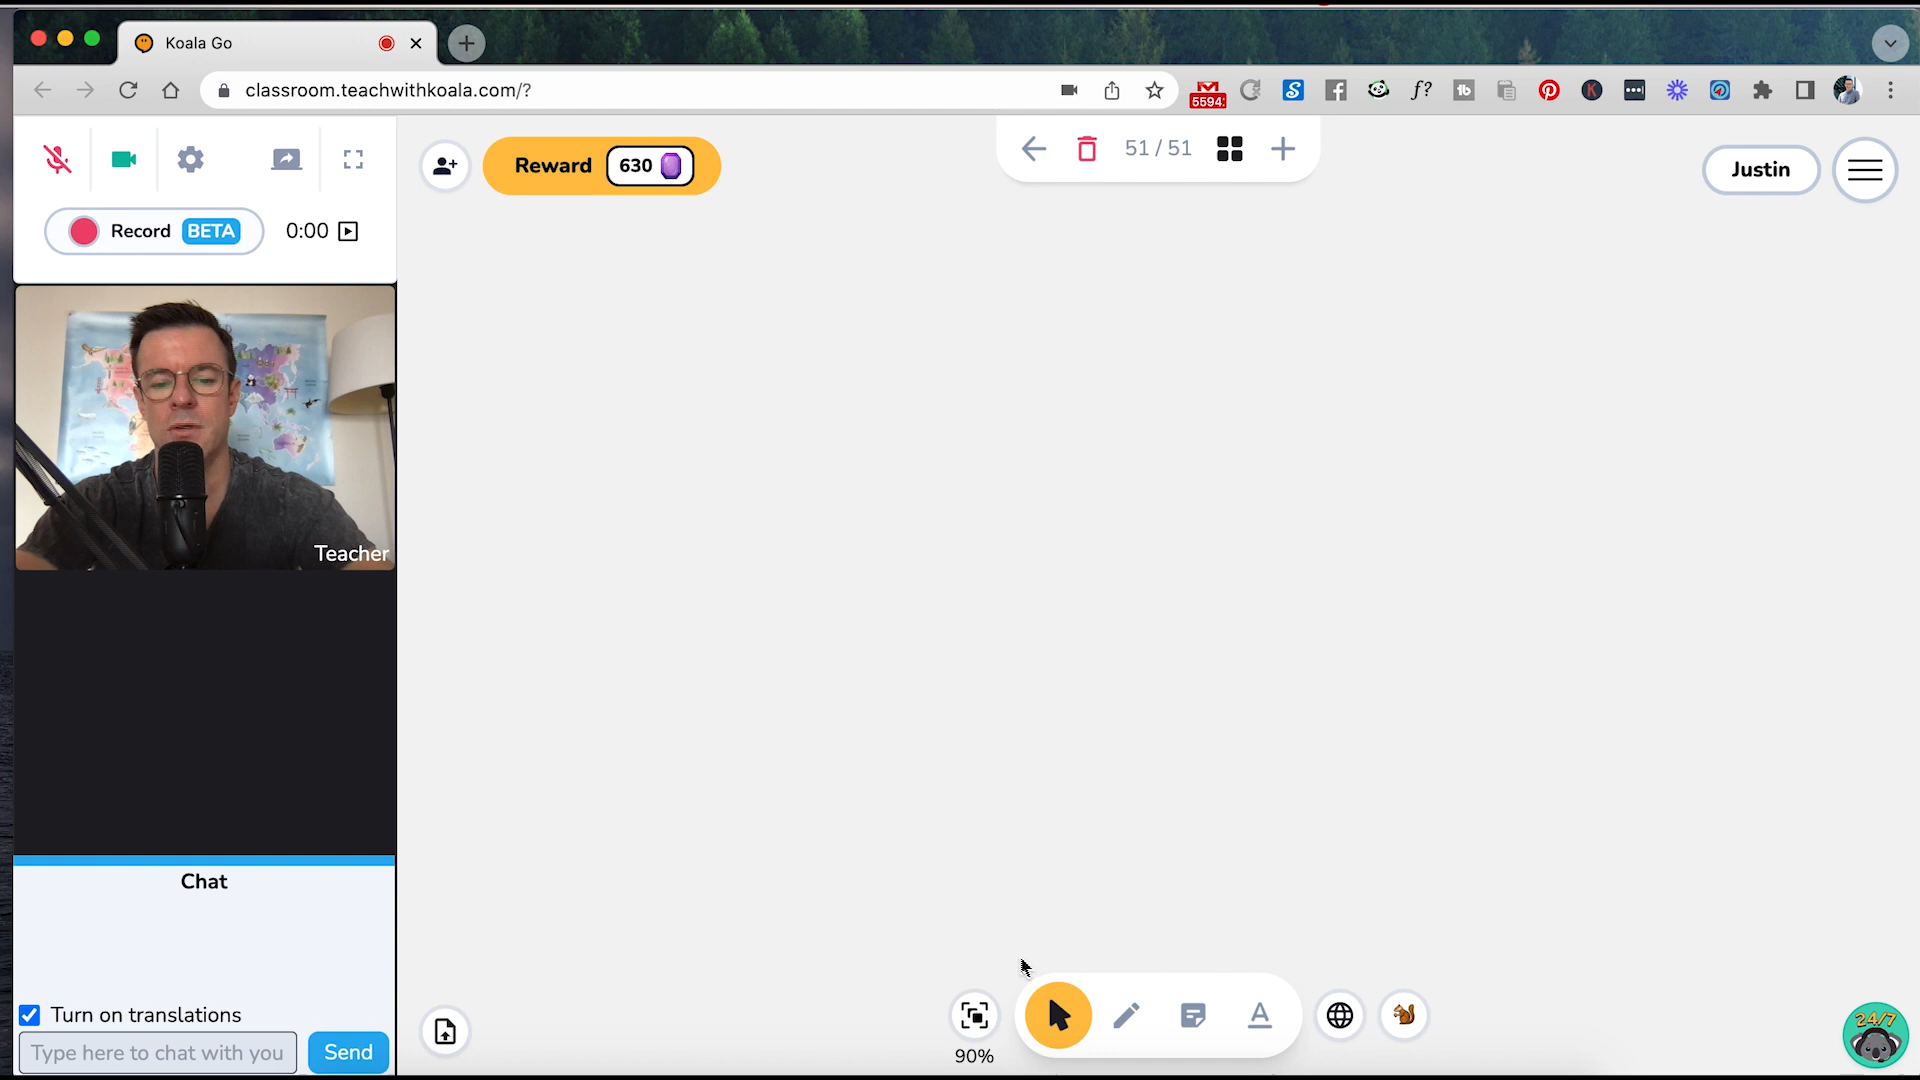 Koala Go
classroom.teachwithkoala.com/?
5594
f?
tb
Reward 630
51 / 51
Justin
Record BETA 0:00
Teacher
Chat
Turn on translations
Type here to chat with you
Send
90%
24/7